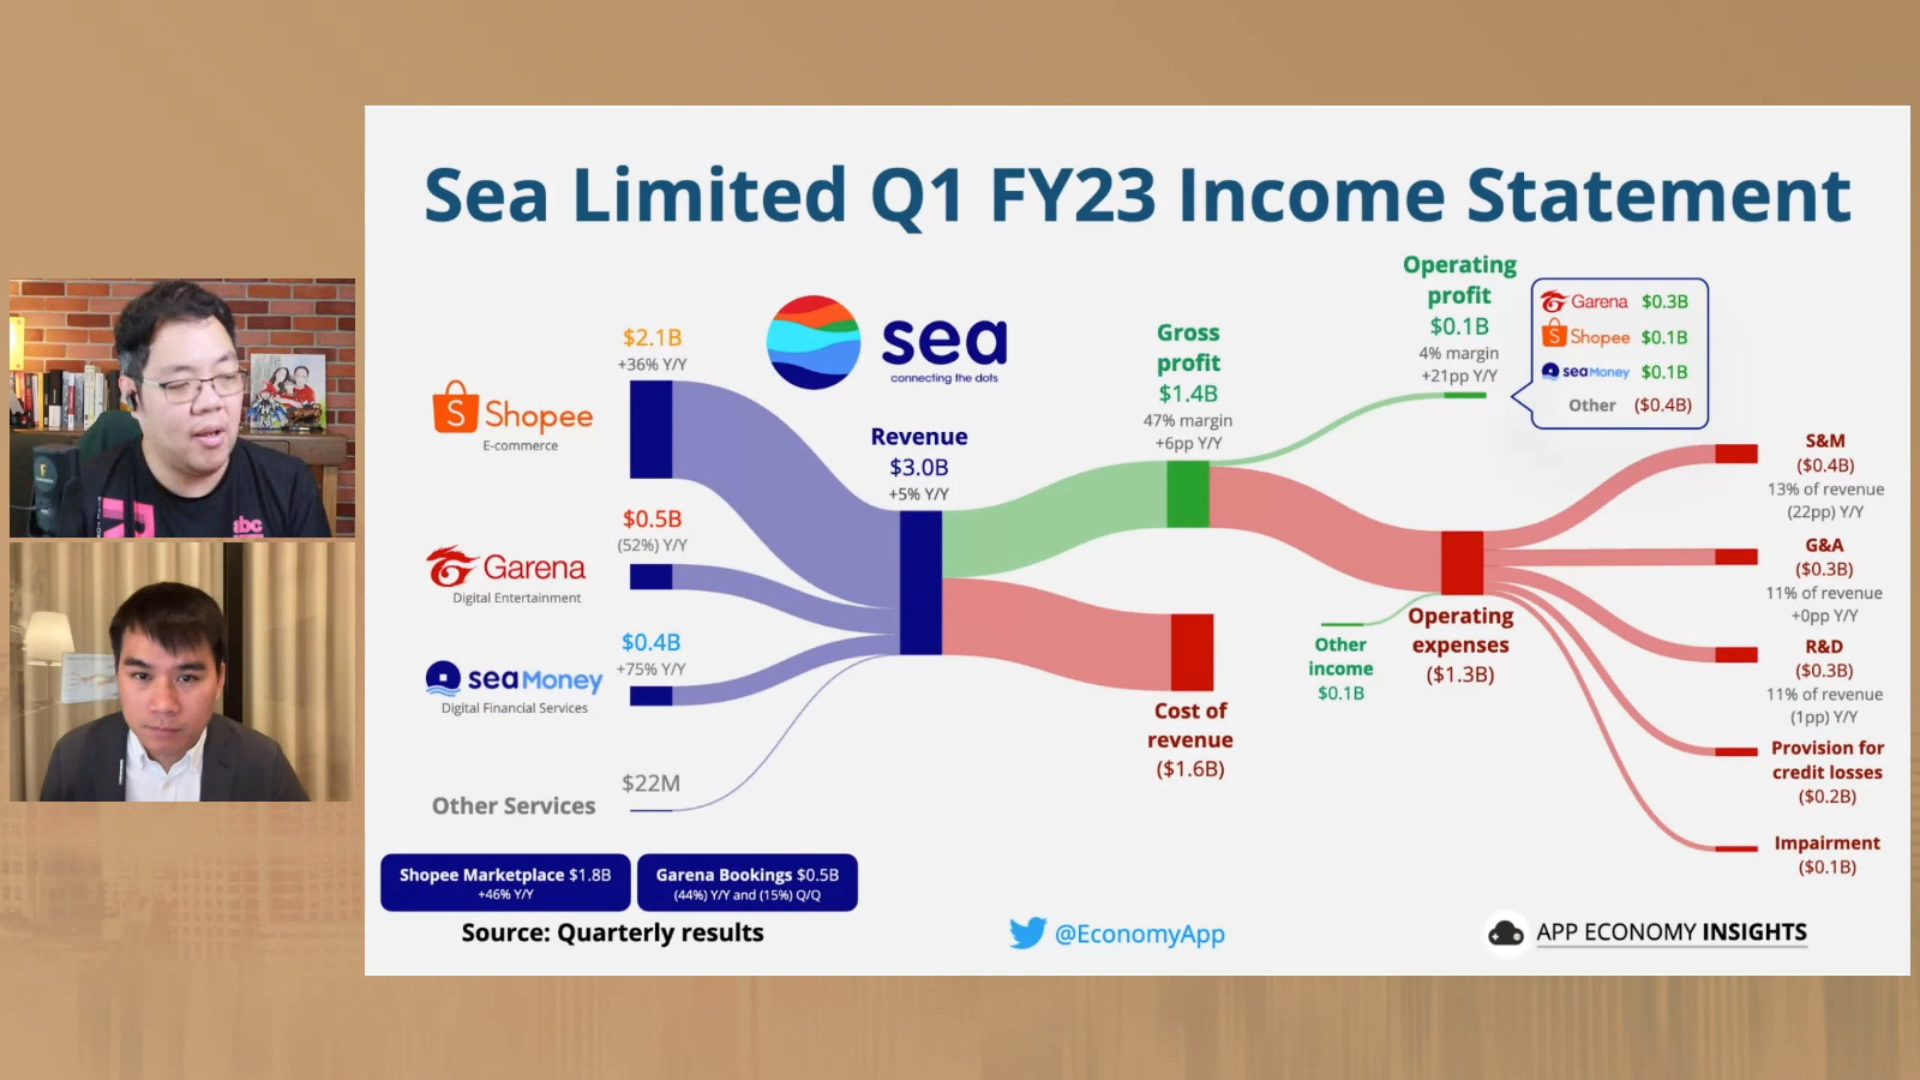 Sea Limited Q1 FY23 Income Statement
$2.1B
+36% Y/Y
Shopee
E-commerce
$0.5B
(52%) Y/Y
Garena
Digital Entertainment
$0.4B
+75% Y/Y
seaMoney
Digital Financial Services
$22M
Other Services
sea
connecting the dots
Revenue
$3.0B
+5% Y/Y
Gross
profit
$1.4B
47% margin
+6pp Y/Y
Cost of
revenue
($1.6B)
Operating
profit
$0.1B
4% margin
+21pp Y/Y
Garena $0.3B
Shopee $0.1B
seaMoney $0.1B
Other ($0.4B)
Other
income
$0.1B
Operating
expenses
($1.3B)
S&M
($0.4B)
13% of revenue
(22pp) Y/Y
G&A
($0.3B)
11% of revenue
+0pp Y/Y
R&D
($0.3B)
11% of revenue
(1pp) Y/Y
Provision for
credit losses
($0.2B)
Impairment
($0.1B)
Shopee Marketplace $1.8B
+46% Y/Y
Garena Bookings $0.5B
(44%) Y/Y and (15%) Q/Q
Source: Quarterly results
@EconomyApp
APP ECONOMY INSIGHTS